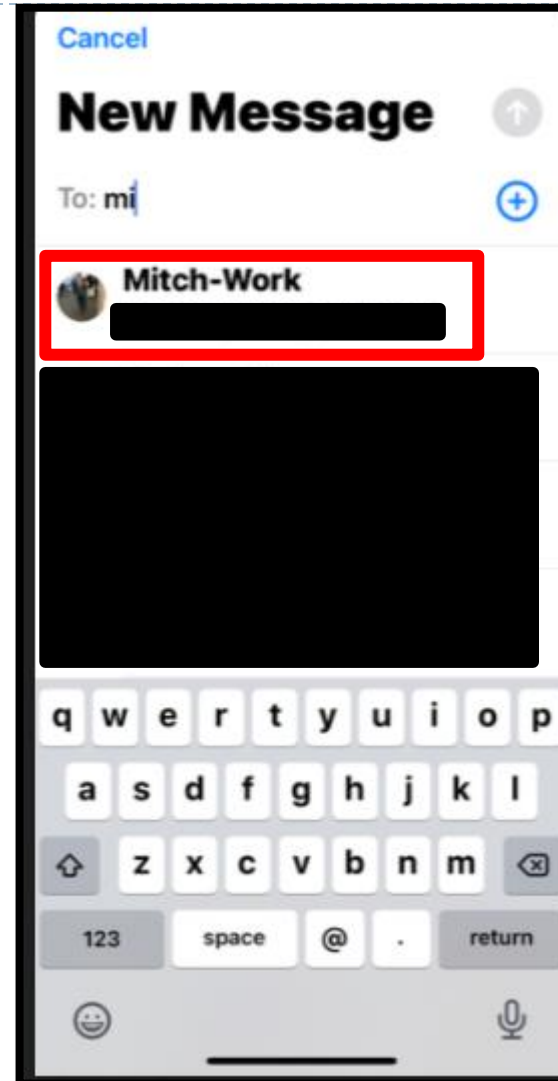 Cancel
New Message
To: mi
Mitch-Work
q w e r t y u i o p
a s d f g h j k l
z x c v b n m
123 space @ . return